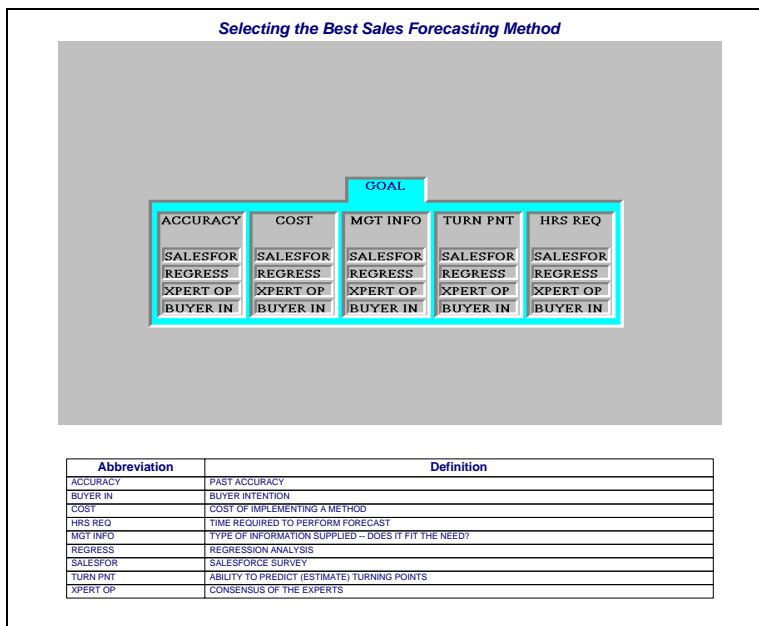 Selecting the Best Sales Forecasting Method
GOAL
ACCURACY COST MGT INFO TURN PNT HRS REQ
SALESFOR SALESFOR SALESFOR SALESFOR SALESFOR
REGRESS REGRESS REGRESS REGRESS REGRESS
XPERT OP XPERT OP XPERT OP XPERT OP XPERT OP
BUYER IN BUYER IN BUYER IN BUYER IN BUYER IN
Abbreviation Definition
ACCURACY PAST ACCURACY
BUYER IN BUYER INTENTION
COST COST OF IMPLEMENTING A METHOD
HRS REQ TIME REQUIRED TO PERFORM FORECAST
MGT INFO TYPE OF INFORMATION SUPPLIED -- DOES IT FIT THE NEED?
REGRESS REGRESSION ANALYSIS
SALESFOR SALESFORCE SURVEY
TURN PNT ABILITY TO PREDICT (ESTIMATE) TURNING POINTS
XPERT OP CONSENSUS OF THE EXPERTS